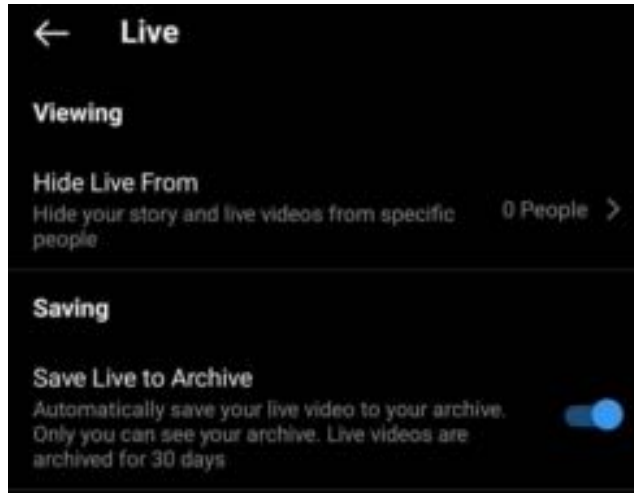 Live
Viewing
Hide Live From
Hide your story and live videos from specific
people
0 People
Saving
Save Live to Archive
Automatically save your live video to your archive.
Only you can see your archive. Live videos are
archived for 30 days